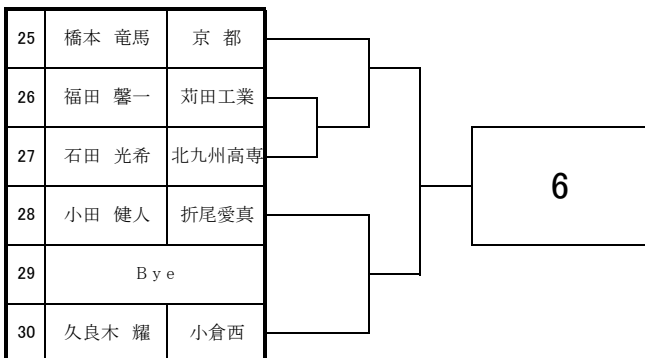 25 橋本 竜馬 京 都
26 福田 馨一 苅田工業
27 石田 光希 北九州高専
28 小田 健人 折尾愛真
29 Ｂｙｅ
30 久良木 耀 小倉西
6